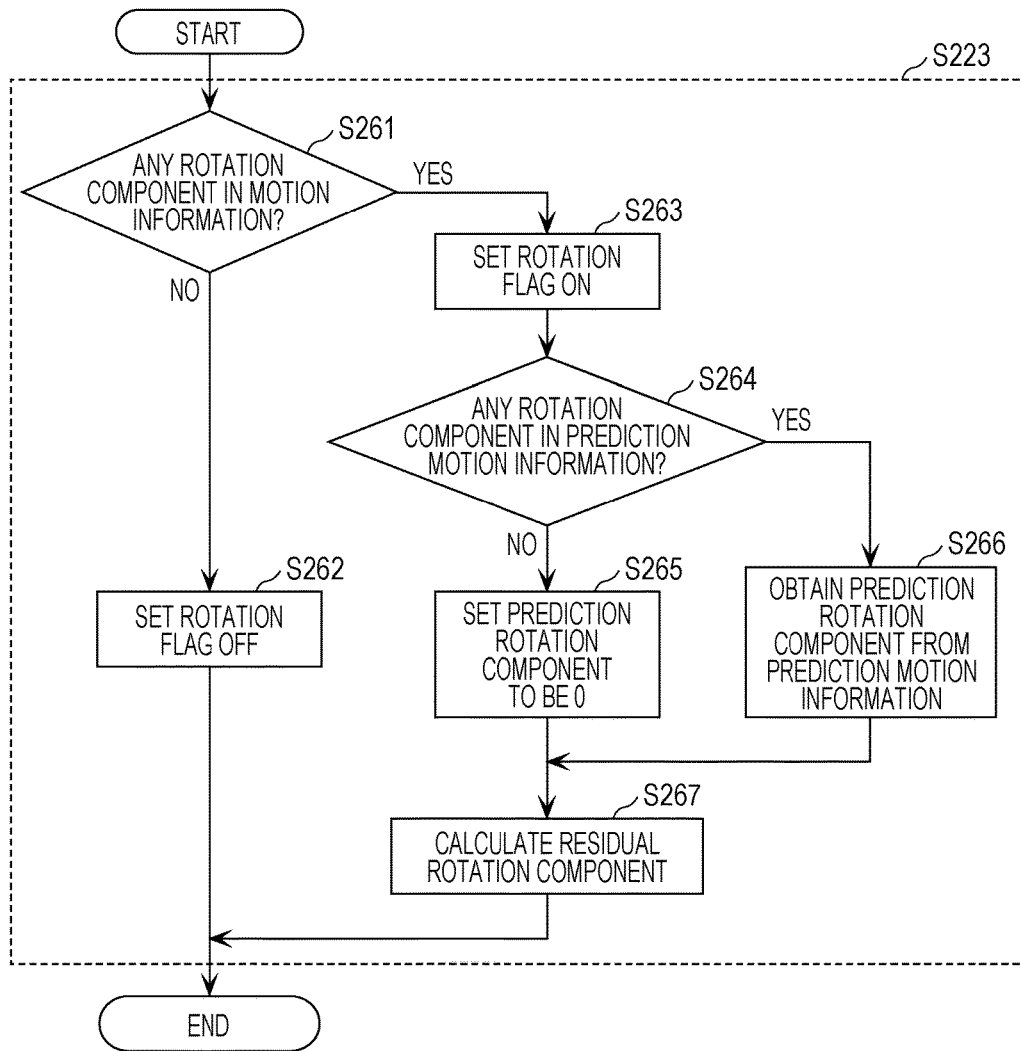 START
S223
S261
ANY ROTATION
COMPONENT IN MOTION
INFORMATION?
YES
NO
S263
SET ROTATION
FLAG ON
S264
ANY ROTATION
COMPONENT IN PREDICTION
MOTION INFORMATION?
YES
NO
S262
SET ROTATION
FLAG OFF
S265
SET PREDICTION
ROTATION
COMPONENT
TO BE 0
S266
OBTAIN PREDICTION
ROTATION
COMPONENT FROM
PREDICTION MOTION
INFORMATION
S267
CALCULATE RESIDUAL
ROTATION COMPONENT
END